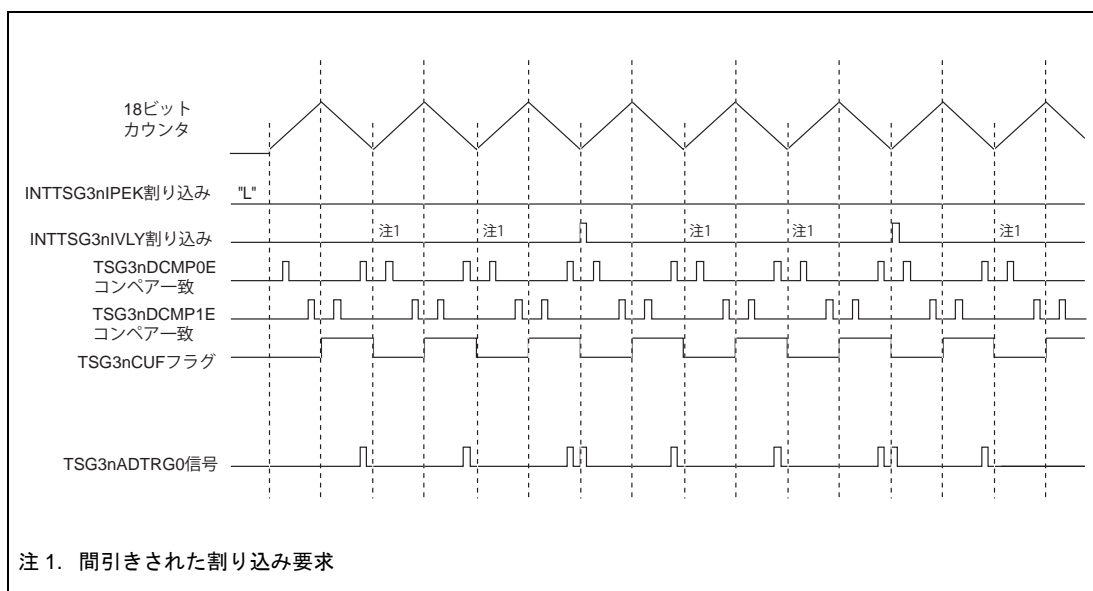 18ビット
カウンタ
INTTSG3nIPEK割り込み "L"
注1 注1 注1 注1 注1
INTTSG3nIVLY割り込み
TSG3nDCMP0E
コンペアー致
TSG3nDCMP1E
コンペアー致
TSG3nCUFフラグ
TSG3nADTRG0信号
注 1. 間引きされた割り込み要求